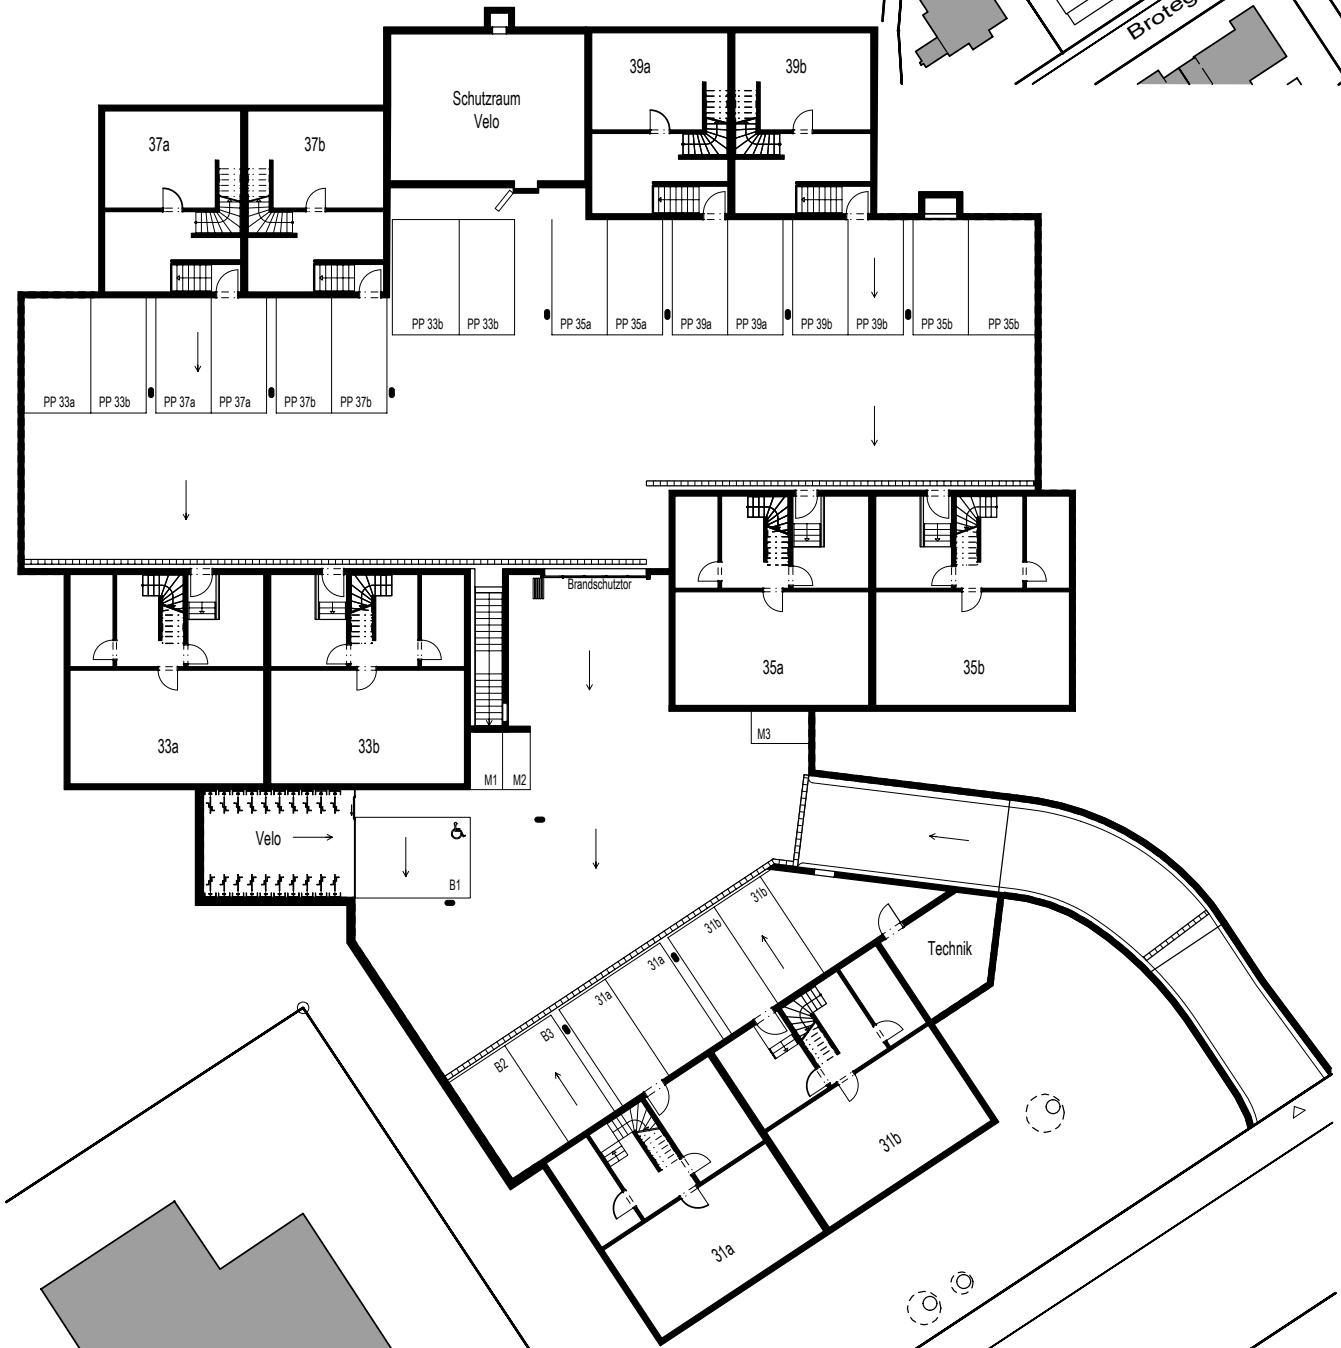 Broteg
39a
39b
Schutzraum
Velo
37a
37b
PP 33b
PP 33b
PP 35a
PP 35a
PP 39a
PP 39a
PP 39b
PP 39b
PP 35b
PP 35b
PP 33a
PP 33b
PP 37a
PP 37a
PP 37b
PP 37b
Brandschutztor
35a
35b
33a
33b
M3
M1
M2
Velo
B1
31b
31b
31a
31a
B3
B2
Technik
31b
31a